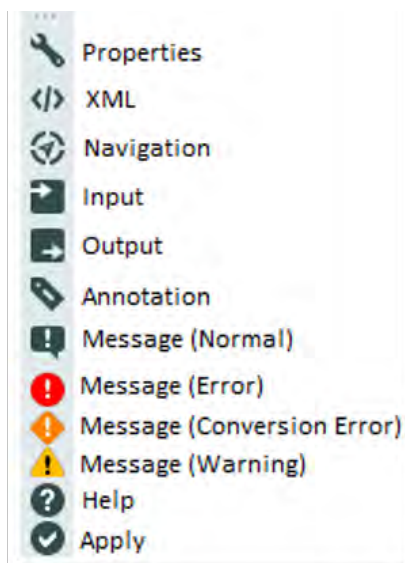 Properties
XML
Navigation
Input
Output
Annotation
Message (Normal)
Message (Error)
Message (Conversion Error)
Message (Warning)
Help
Apply